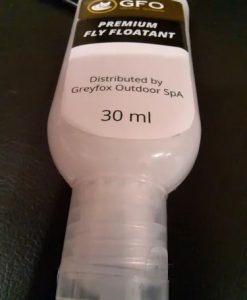 GFO
PREMIUM
FLY FLOATANT
Distributed by
Greyfox Outdoor SpA
30 ml